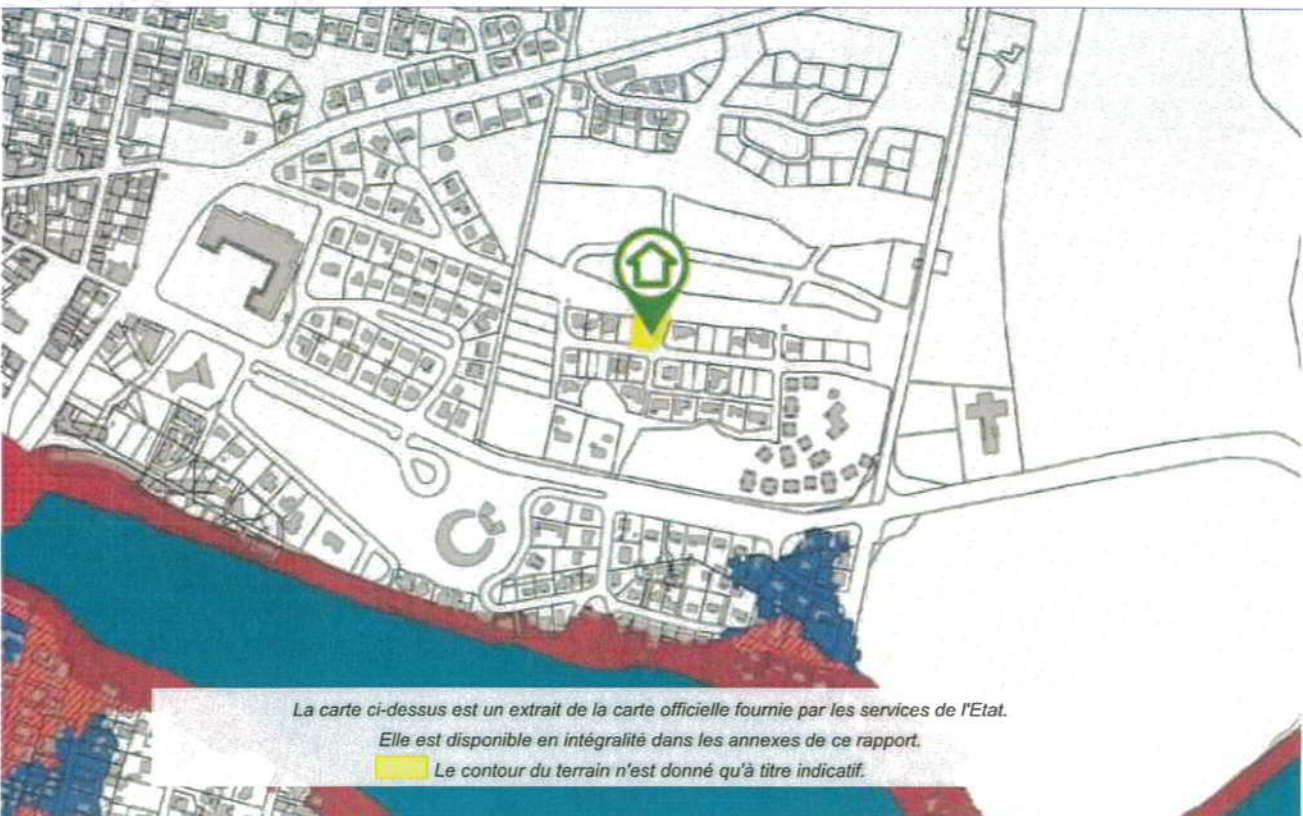 La carte ci-dessus est un extrait de la carte officielle fournie par les services de l'Etat.
Elle est disponible en intégralité dans les annexes de ce rapport.
Le contour du terrain n'est donné qu'à titre indicatif.